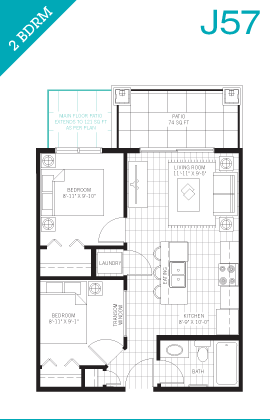 2 BDRM
J57
MAIN FLOOR PATIO
EXTENDS TO 121 SQ FT
AS PER PLAN
PATIO
74 SQ FT
LIVING ROOM
11'-11" X 9'-0"
BEDROOM
8'-11" X 9'-10"
LAUNDRY
EATING
TRANSOM
WINDOW
BEDROOM
8'-11" X 9'-1"
KITCHEN
8'-9" X 10'-0"
BATH